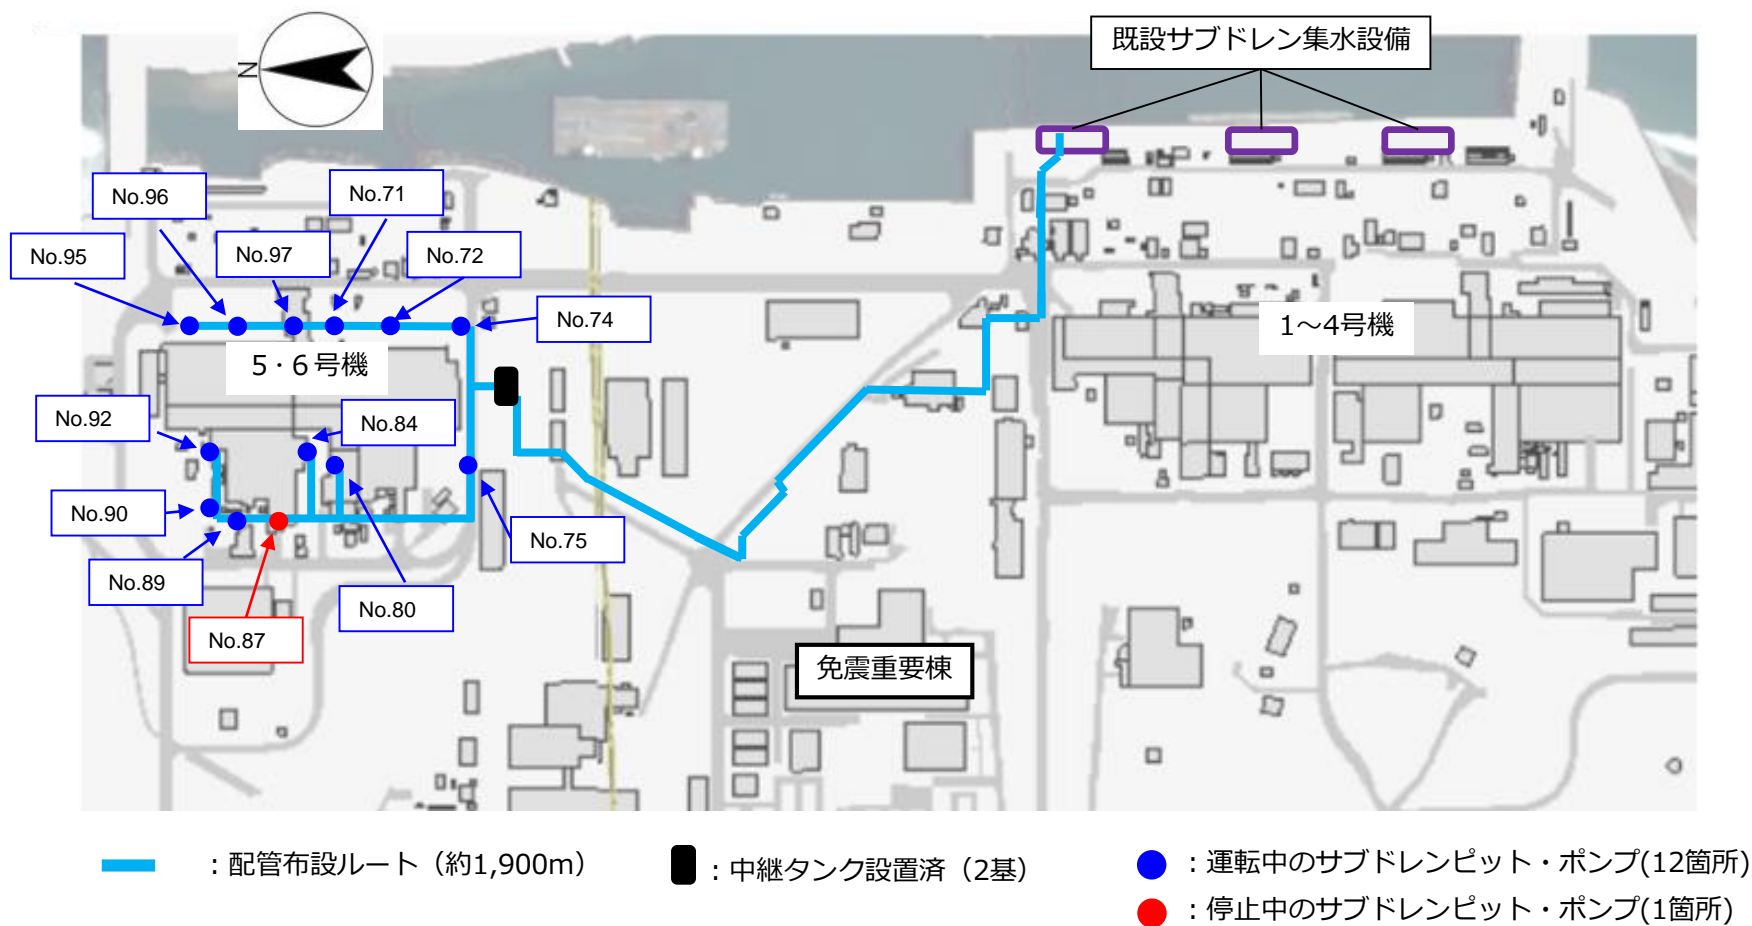 既設サブドレン集水設備
N
No.96
No.71
No.95
No.97
No.72
No.74
1～4号機
5・6号機
No.92
No.84
No.90
No.75
No.89
No.80
No.87
免震重要棟
：配管布設ルート（約1,900m）
：中継タンク設置済（2基）
：運転中のサブドレンピット・ポンプ(12箇所)
：停止中のサブドレンピット・ポンプ(1箇所)